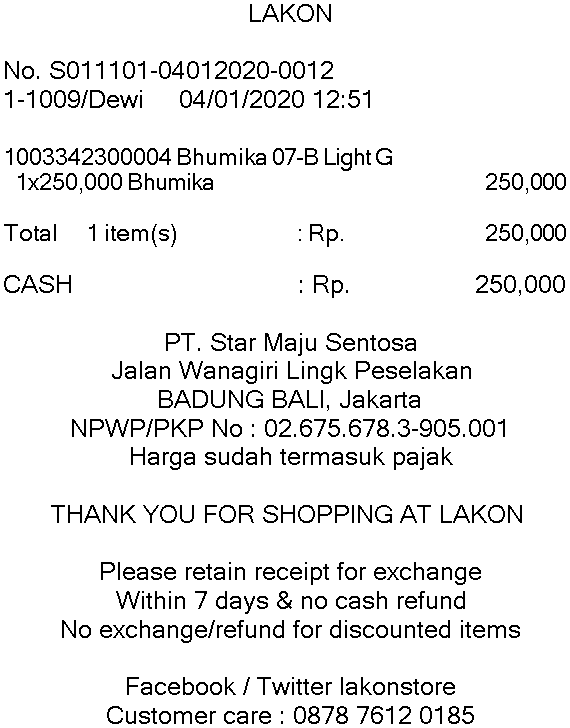 LAKON
No. S011101-04012020-0012
1-1009/Dewi 04/01/2020 12:51
1003342300004 Bhumika 07-B Light G
1x250,000 Bhumika 250,000
Total 1 item(s) : Rp. 250,000
CASH : Rp. 250,000
PT. Star Maju Sentosa
Jalan Wanagiri Lingk Peselakan
BADUNG BALI, Jakarta
NPWP/PKP No : 02.675.678.3-905.001
Harga sudah termasuk pajak
THANK YOU FOR SHOPPING AT LAKON
Please retain receipt for exchange
Within 7 days & no cash refund
No exchange/refund for discounted items
Facebook / Twitter lakonstore
Customer care : 0878 7612 0185